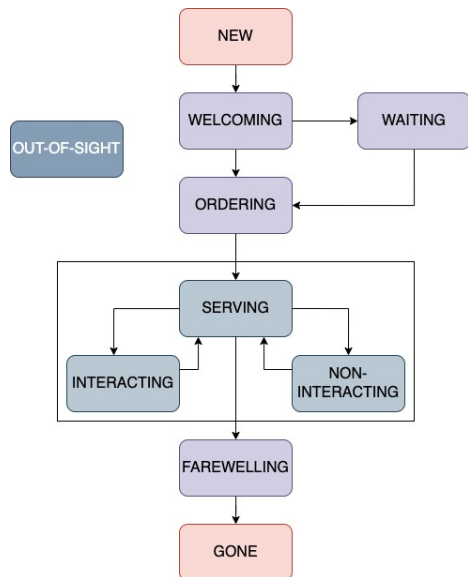 NEW
WELCOMING
WAITING
OUT-OF-SIGHT
ORDERING
SERVING
INTERACTING
NON-
INTERACTING
FAREWELLING
GONE